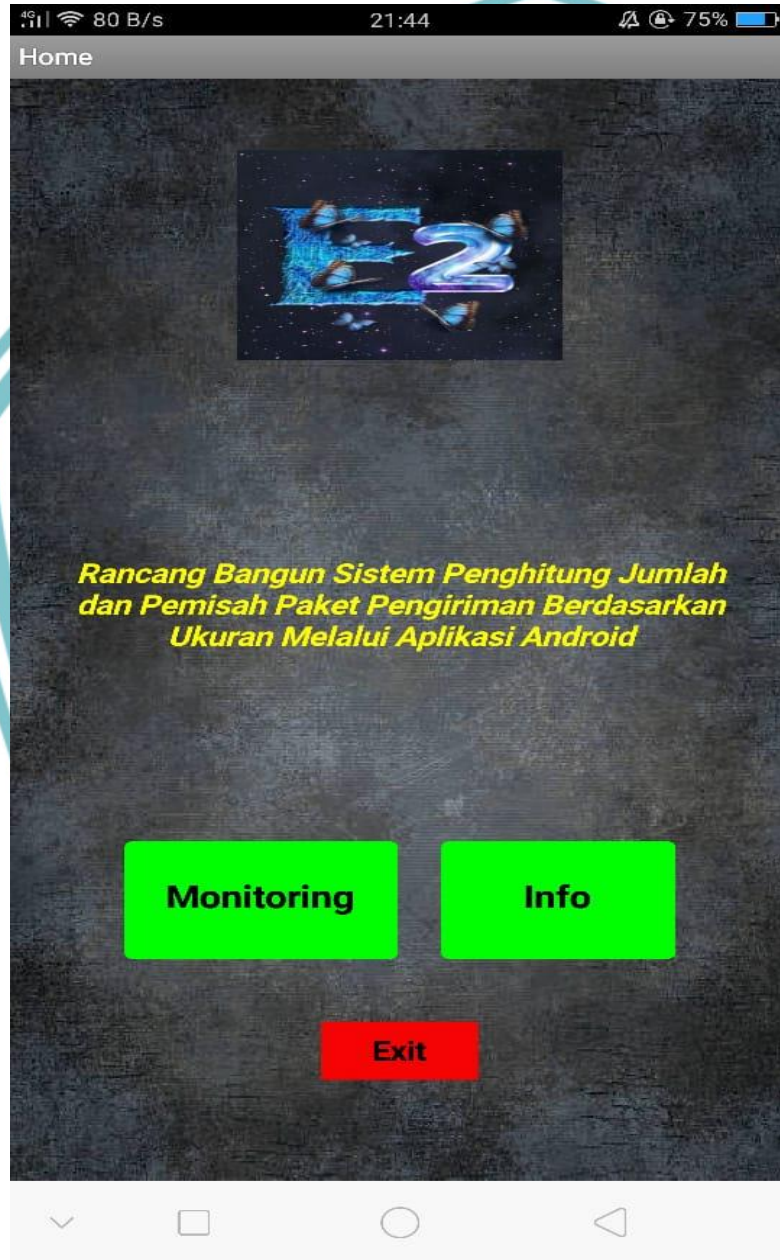 4G 80 B/s 21:44 75%
Home
E2
Rancang Bangun Sistem Penghitung Jumlah
dan Pemisah Paket Pengiriman Berdasarkan
Ukuran Melalui Aplikasi Android
Monitoring Info
Exit